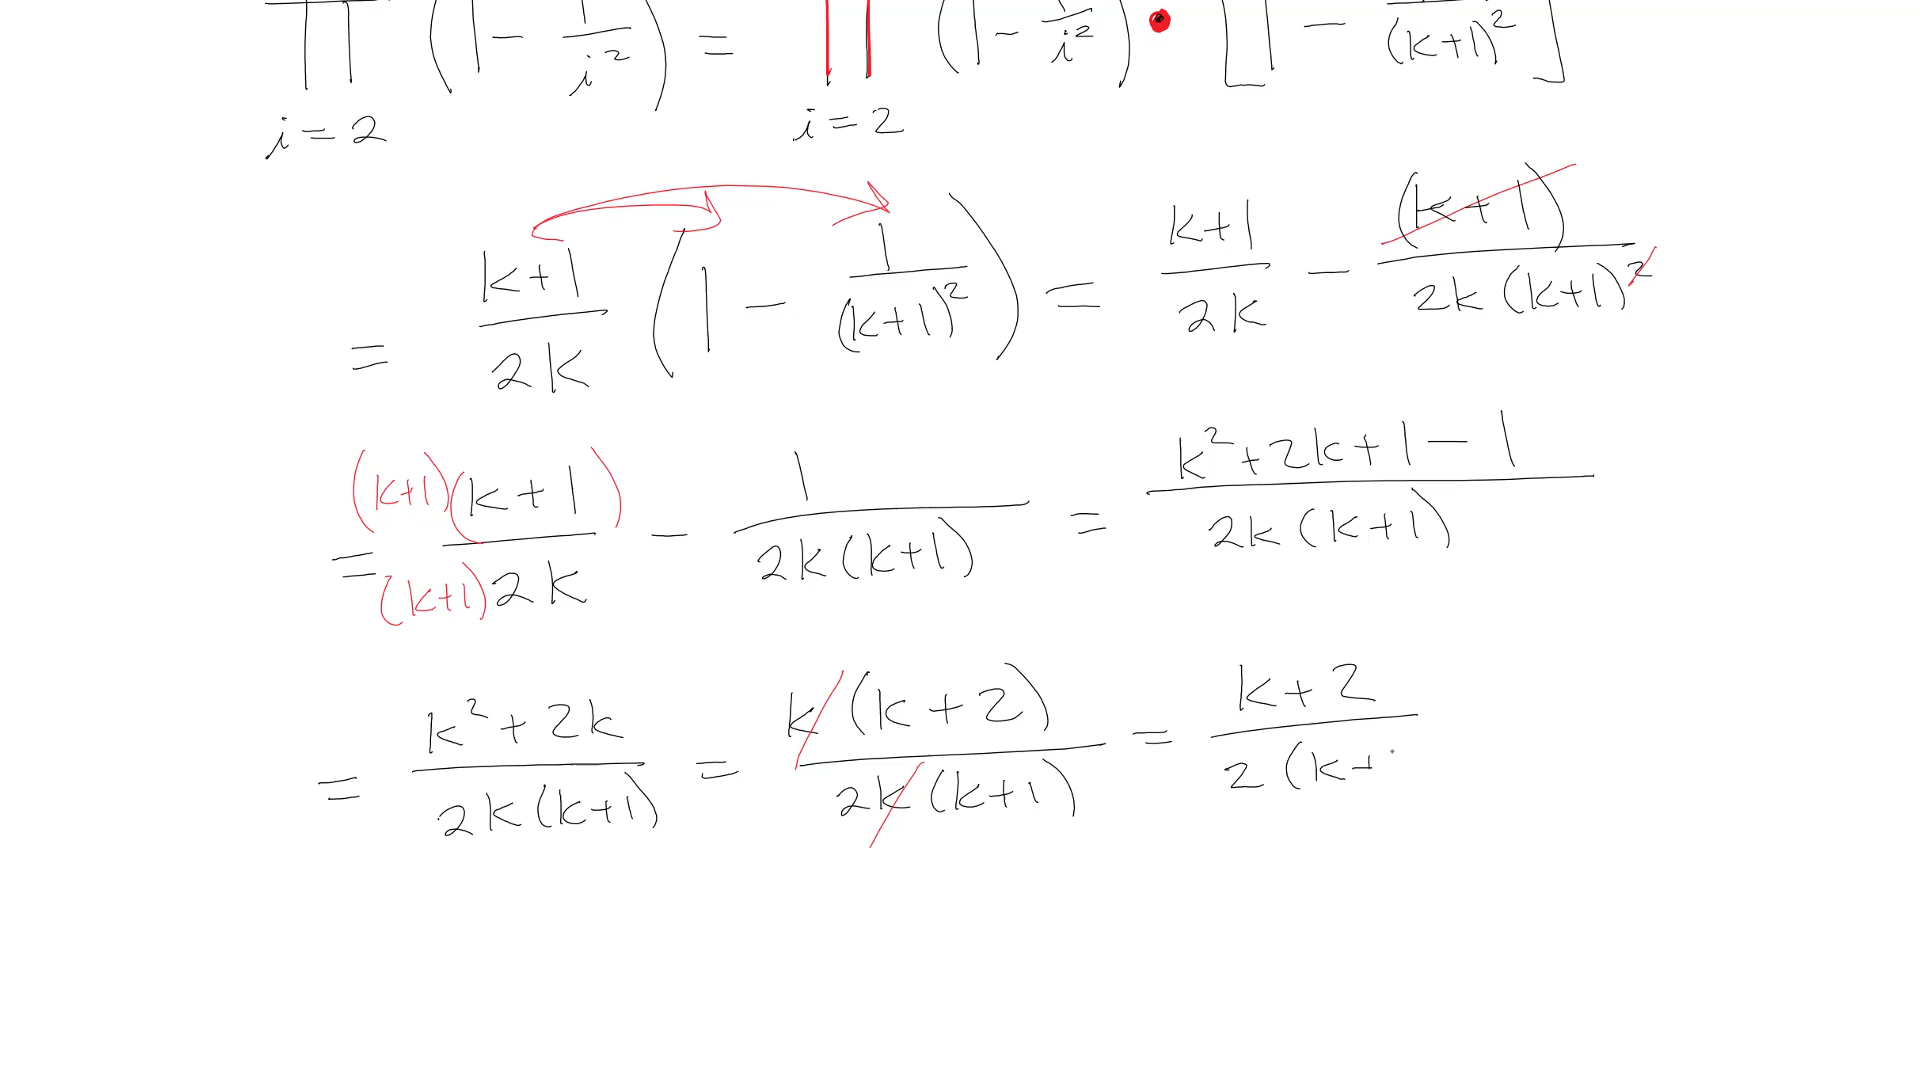 ∏ (1 - 1/i²) = ∏ (1 - 1/i²) • [1 - 1/(k+1)²]
i = 2 i = 2
= (k+1)/(2k) (1 - 1/(k+1)²) = (k+1)/(2k) - (k+1)/(2k(k+1)²)
= (k+1)(k+1)/((k+1)2k) - 1/(2k(k+1)) = (k²+2k+1-1)/(2k(k+1))
= (k²+2k)/(2k(k+1)) = k(k+2)/(2k(k+1)) = (k+2)/(2(k+